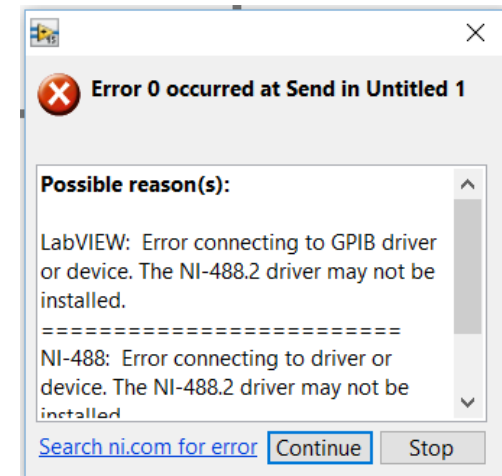 Error 0 occurred at Send in Untitled 1
Possible reason(s):
LabVIEW:  Error connecting to GPIB driver
or device. The NI-488.2 driver may not be
installed.
=========================
NI-488:  Error connecting to driver or
device. The NI-488.2 driver may not be
installed
Search ni.com for error
Continue
Stop